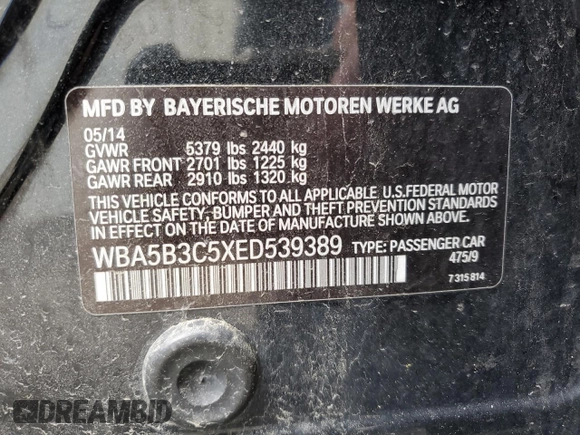 MFD BY BAYERISCHE MOTOREN WERKE AG
05/14
GVWR 5379 lbs 2440 kg
GAWR FRONT 2701 lbs 1225 kg
GAWR REAR 2910 lbs 1320 kg
THIS VEHICLE CONFORMS TO ALL APPLICABLE U.S.FEDERAL MOTOR
VEHICLE SAFETY, BUMPER AND THEFT PREVENTION STANDARDS
IN EFFECT ON THE DATE OF MANUFACTURE SHOWN ABOVE.
WBA5B3C5XED539389 TYPE: PASSENGER CAR
475/9
7 315 814
DREAMBID